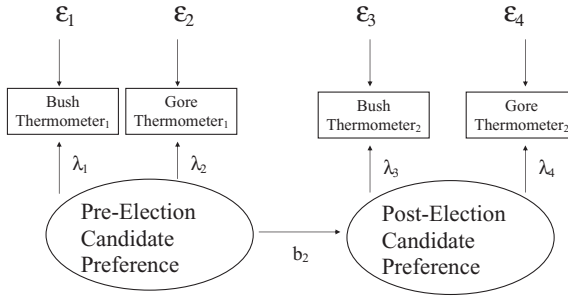 ε₁ ε₂ ε₃ ε₄
Bush
Thermometer₁
Gore
Thermometer₁
Bush
Thermometer₂
Gore
Thermometer₂
λ₁ λ₂ λ₃ λ₄
Pre-Election
Candidate
Preference
b₂
Post-Election
Candidate
Preference